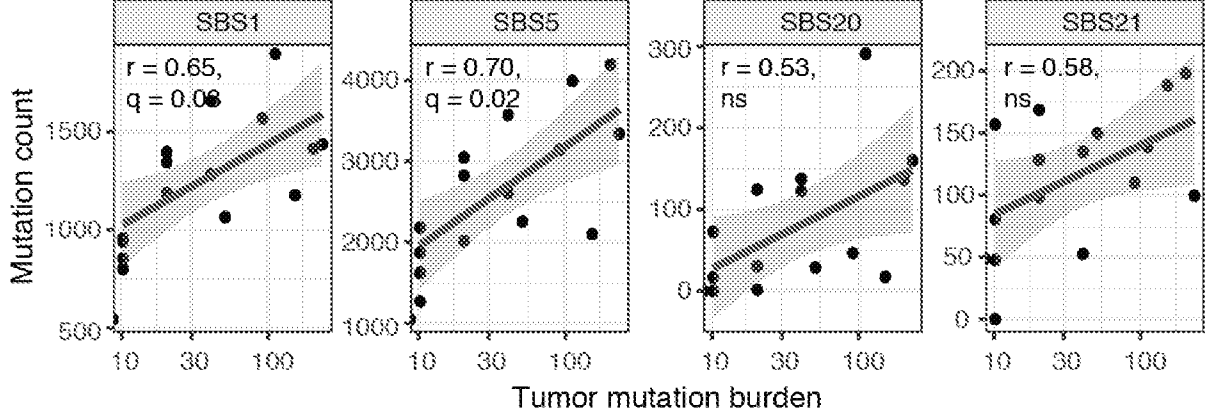 SBS1
SBS5
SBS20
SBS21
r = 0.65,
q = 0.03
r = 0.70,
q = 0.02
r = 0.53,
ns
r = 0.58,
ns
Mutation count
1500
1000
500
4000
3000
2000
1000
300
200
100
0
200
150
100
50
0
10 30 100
10 30 100
10 30 100
10 30 100
Tumor mutation burden